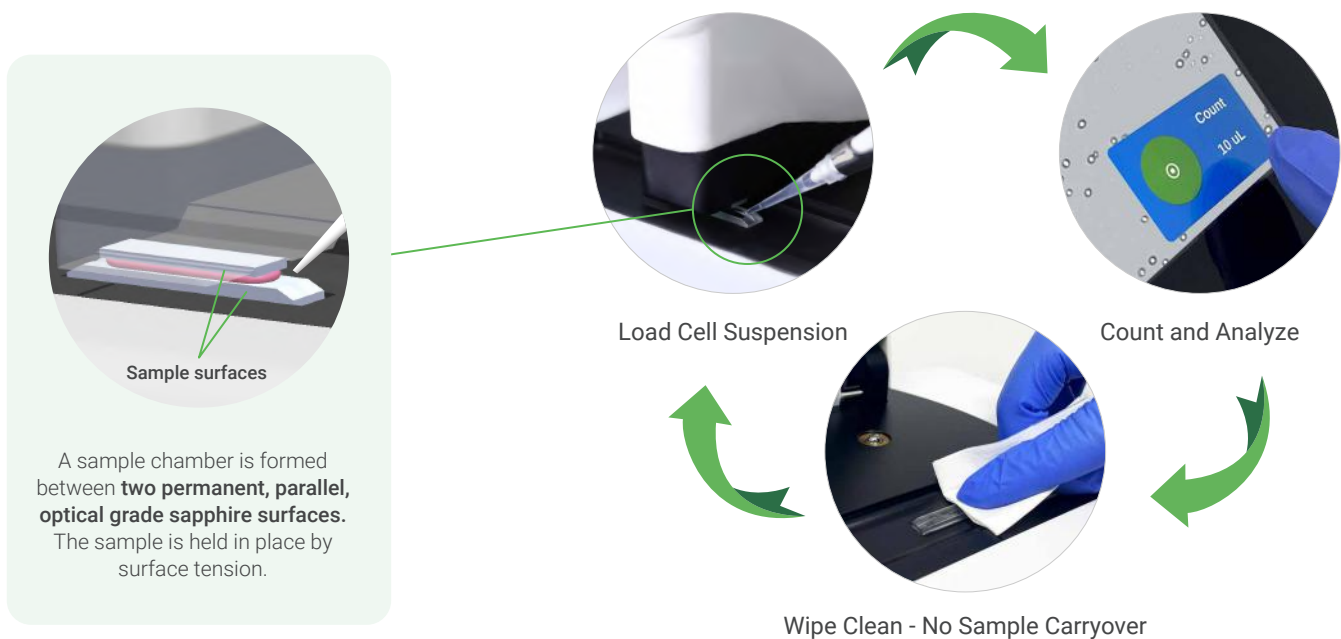 Sample surfaces
A sample chamber is formed
between two permanent, parallel,
optical grade sapphire surfaces.
The sample is held in place by
surface tension.
Load Cell Suspension
Count
10 uL
Count and Analyze
Wipe Clean - No Sample Carryover